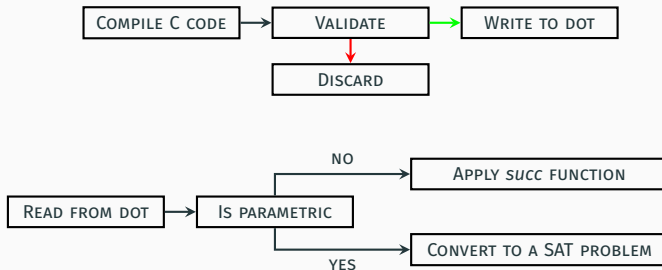 Compile C code
Validate
Write to dot
Discard
no
Apply succ function
Read from dot
Is parametric
Convert to a SAT problem
yes